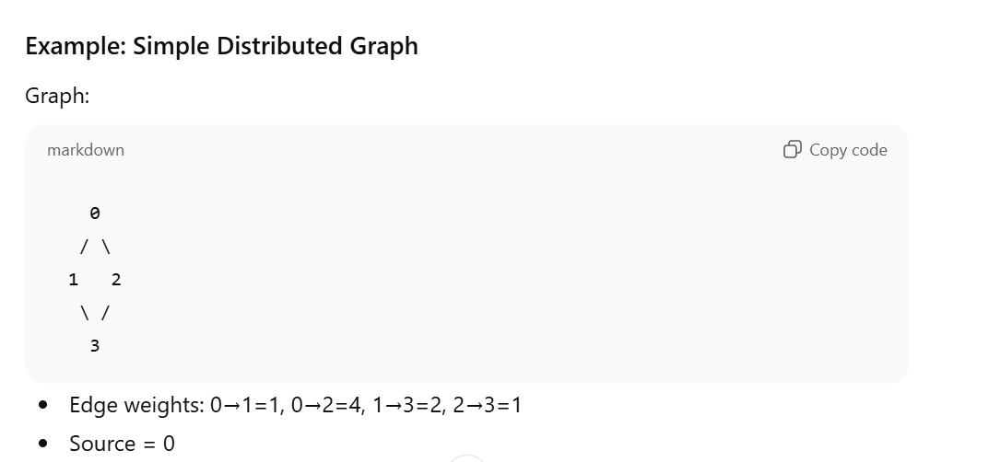 Example: Simple Distributed Graph
Graph:
markdown Copy code
0
/ \
1 2
\ /
3
• Edge weights: 0→1=1, 0→2=4, 1→3=2, 2→3=1
• Source = 0